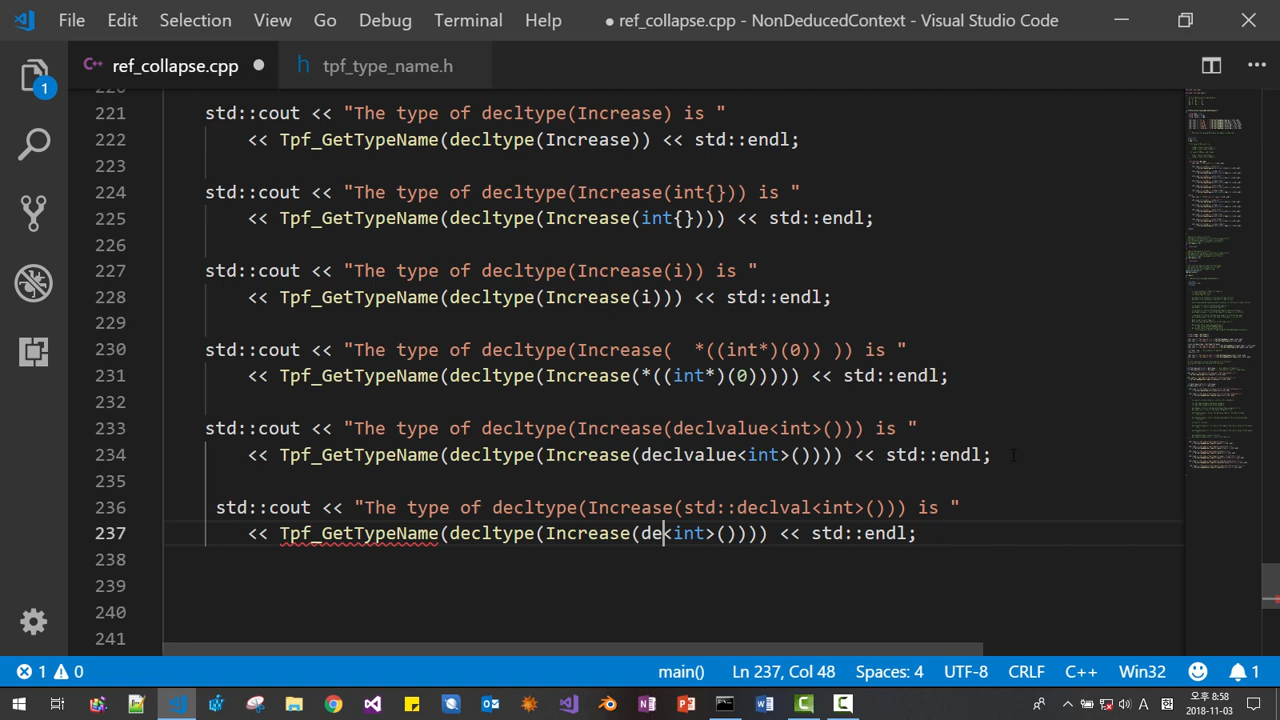 File Edit Selection View Go Debug Terminal Help ● ref_collapse.cpp - NonDeducedContext - Visual Studio Code
ref_collapse.cpp
h tpf_type_name.h
1
221 std::cout << "The type of decltype(Increase) is "
222 << Tpf_GetTypeName(decltype(Increase)) << std::endl;
223
224 std::cout << "The type of decltype(Increase(int{})) is "
225 << Tpf_GetTypeName(decltype(Increase(int{}))) << std::endl;
226
227 std::cout << "The type of decltype(Increase(i)) is "
228 << Tpf_GetTypeName(decltype(Increase(i))) << std::endl;
229
230 std::cout << "The type of decltype(Increase(  *((int*)(0)) )) is "
231 << Tpf_GetTypeName(decltype(Increase(*((int*)(0))))) << std::endl;
232
233 std::cout << "The type of decltype(Increase(declvalue<int>())) is "
234 << Tpf_GetTypeName(decltype(Increase(declvalue<int>()))) << std::endl;
235
236 std::cout << "The type of decltype(Increase(std::declval<int>())) is "
237 << Tpf_GetTypeName(decltype(Increase(de<int>()))) << std::endl;
238
239
240
241
1 0 main() Ln 237, Col 48 Spaces: 4 UTF-8 CRLF C++ Win32 1
A 오후 8:58
2018-11-03